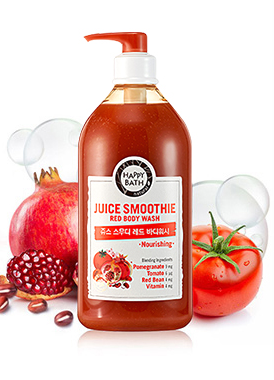 HAPPY
BATH
JUICE SMOOTHIE
RED BODY WASH
쥬스 스무디 레드 바디워시
·Nourishing·
Blending Ingredients
Pomegranate
Tomato
Red Bean
Vitamin